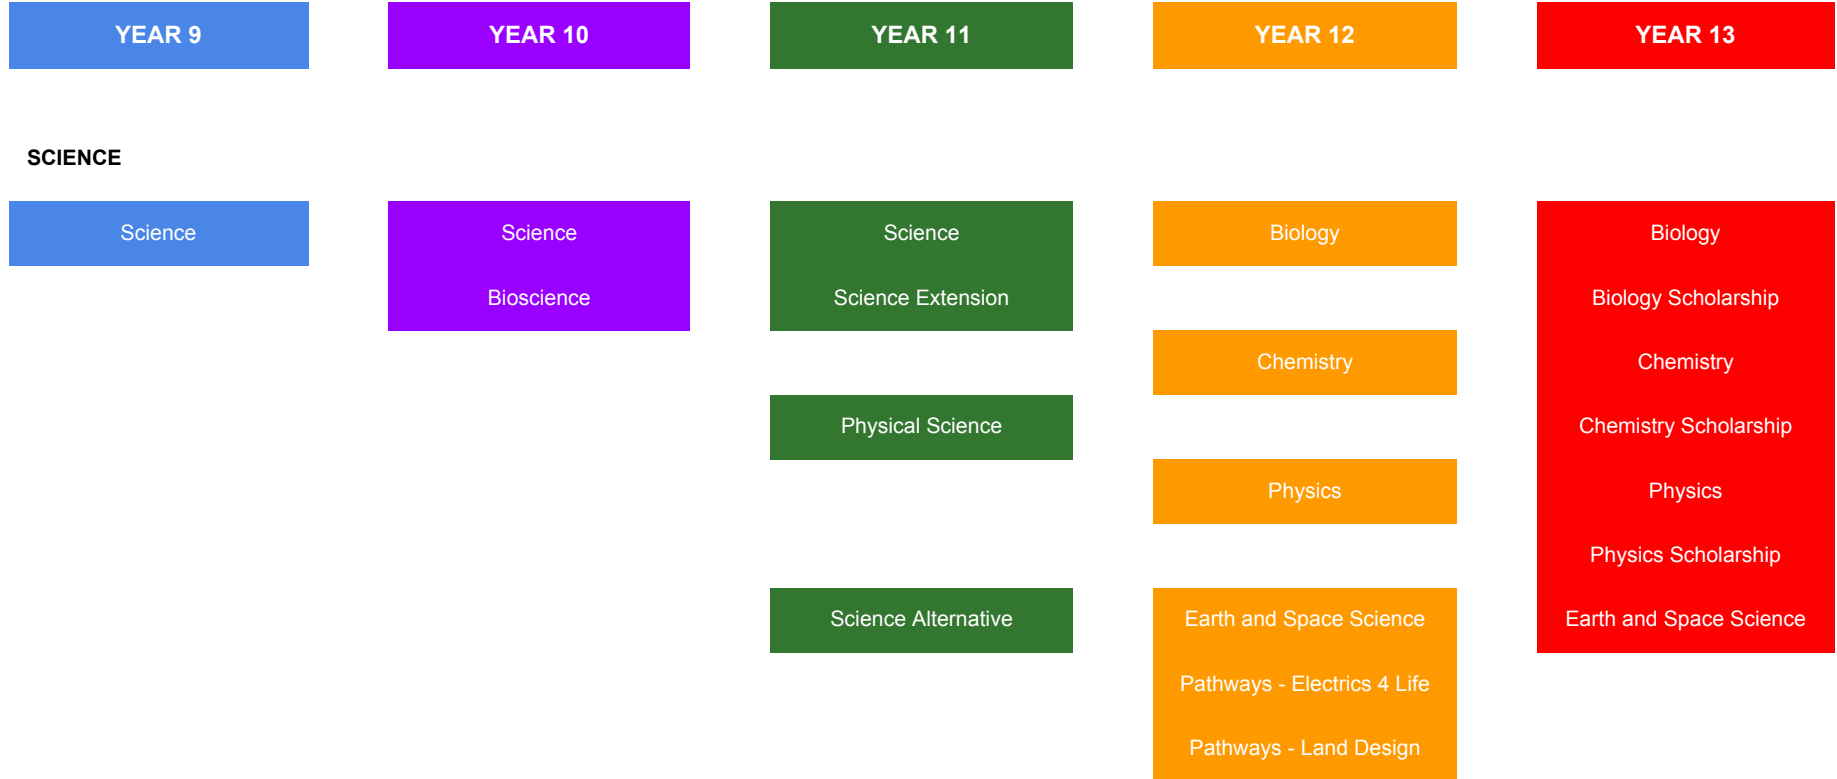 YEAR 9 YEAR 10 YEAR 11 YEAR 12 YEAR 13
SCIENCE
Science Science Science Biology Biology
Bioscience Science Extension Biology Scholarship
Chemistry Chemistry
Physical Science Chemistry Scholarship
Physics Physics
Physics Scholarship
Science Alternative Earth and Space Science Earth and Space Science
Pathways - Electrics 4 Life
Pathways - Land Design